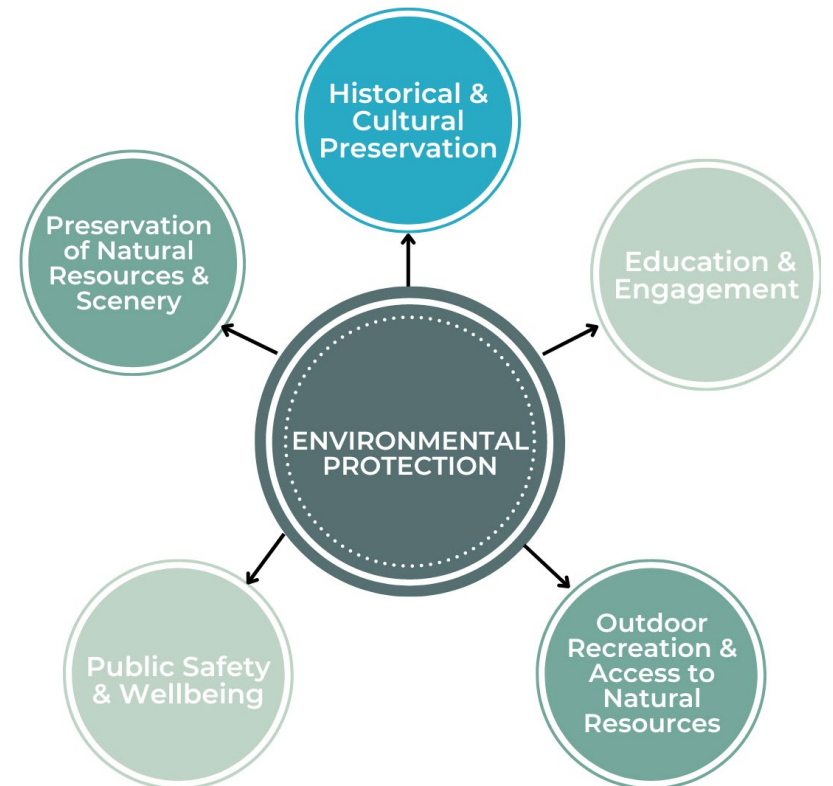 Historical &
Cultural
Preservation
Preservation
of Natural
Resources &
Scenery
Education &
Engagement
ENVIRONMENTAL
PROTECTION
Public Safety
& Wellbeing
Outdoor
Recreation &
Access to
Natural
Resources